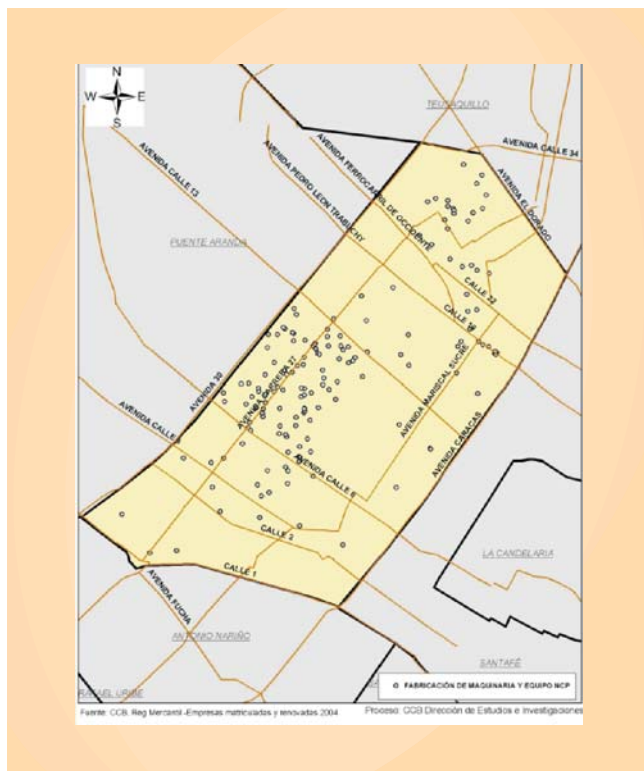 N
W E
S
TEUSAQUILLO
AVENIDA CALLE 34
AVENIDA CALLE 13
AVENIDA PEDRO LEON TRABUCHY
AVENIDA FERROCARRIL DE OCCIDENTE
AVENIDA EL DORADO
PUENTE ARANDA
CALLE 22
AVENIDA 30
AVENIDA CARRERA 27
AVENIDA MARISCAL SUCRE
AVENIDA CARACAS
AVENIDA CALLE
AVENIDA CALLE 6
CALLE 2
LA CANDELARIA
CALLE 1
AVENIDA FUCHA
ANTONIO NARIÑO
SANTAFÉ
RAFAEL URIBE
FABRICACIÓN DE MAQUINARIA Y EQUIPO NCP
Fuente: CCB, Reg Mercantil -Empresas matriculadas y renovadas 2004
Proceso: CCB Dirección de Estudios e Investigaciones